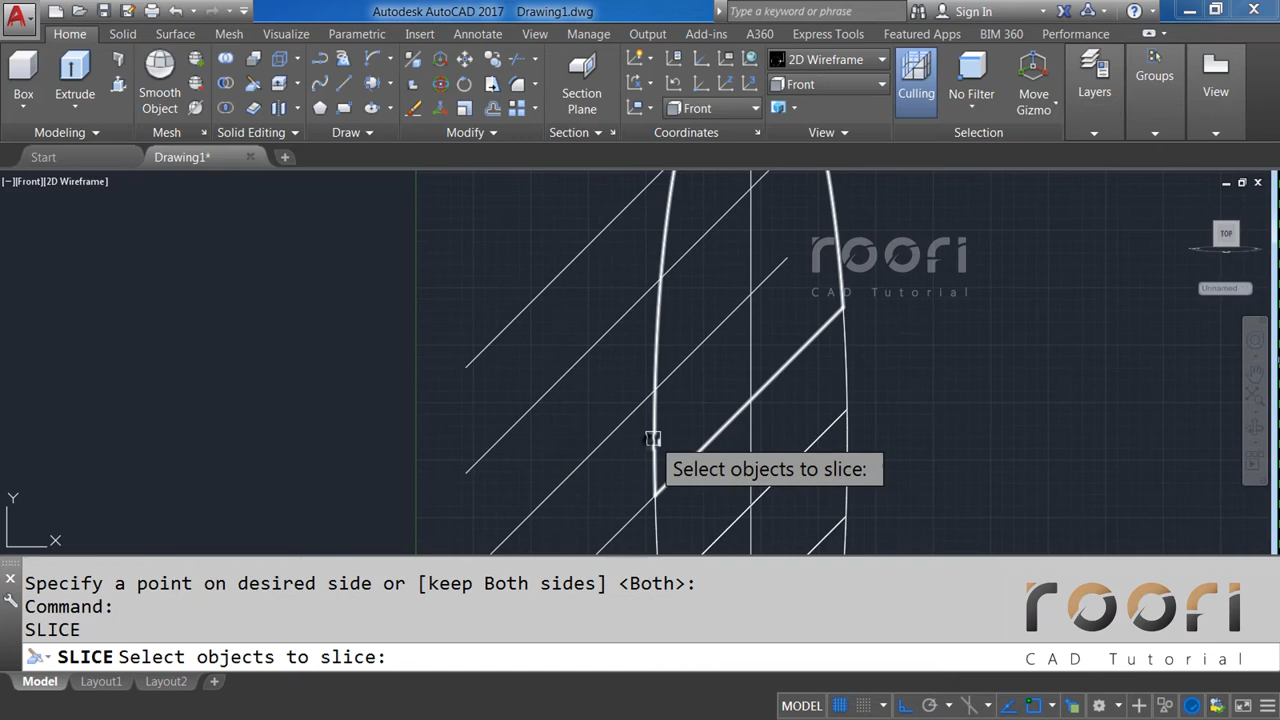 Autodesk AutoCAD 2017 Drawing1.dwg
Type a keyword or phrase
Sign In
Home Solid Surface Mesh Visualize Parametric Insert Annotate View Manage Output Add-ins A360 Express Tools Featured Apps BIM 360 Performance
Box
Extrude
Smooth Object
Section Plane
2D Wireframe
Front
Front
Culling
No Filter
Move Gizmo
Layers
Groups
View
Modeling Mesh Solid Editing Draw Modify Section Coordinates View Selection
Start Drawing1*
[−][Front][2D Wireframe]
TOP
Unnamed
roofi
CAD Tutorial
Select objects to slice:
Y
X
Specify a point on desired side or [keep Both sides] <Both>:
Command:
SLICE
SLICE Select objects to slice:
roofi
CAD Tutorial
Model Layout1 Layout2
MODEL